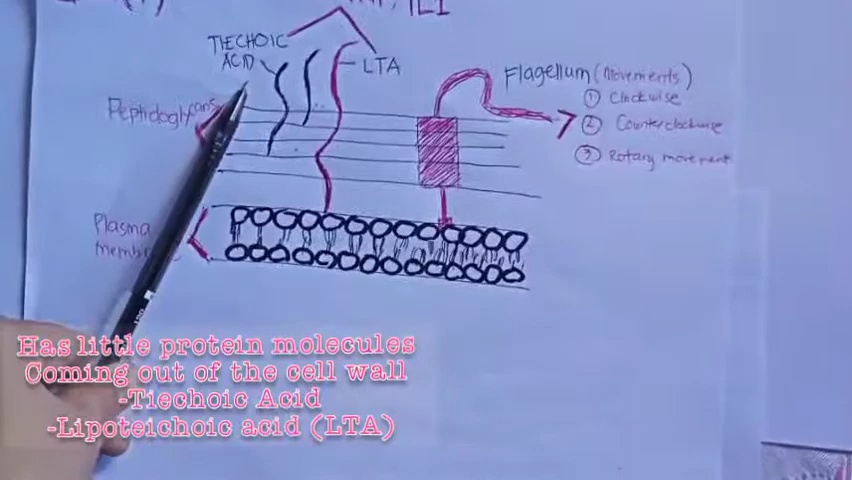 TIECHOIC
ACID
LTA
Flagellum (Movements)
① Clockwise
② Counterclockwise
③ Rotary movement
Peptidoglycans
Plasma
membr
Has little protein molecules
Coming out of the cell wall
-Tiechoic Acid
-Lipoteichoic acid (LTA)